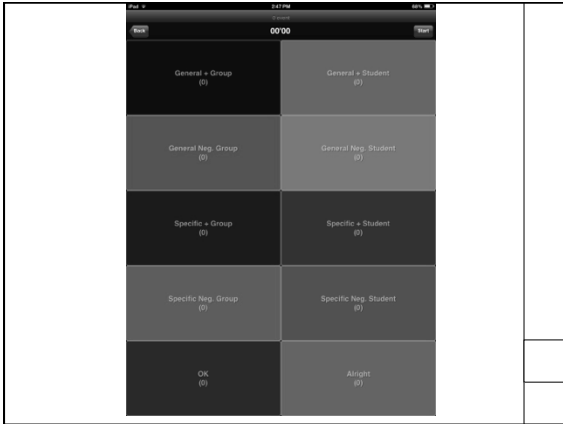 iPad
2:47 PM
60%
Back
00'00
Start
General + Group
(0)
General + Student
(0)
General Neg. Group
(0)
General Neg. Student
(0)
Specific + Group
(0)
Specific + Student
(0)
Specific Neg. Group
(0)
Specific Neg. Student
(0)
OK
(0)
Alright
(0)